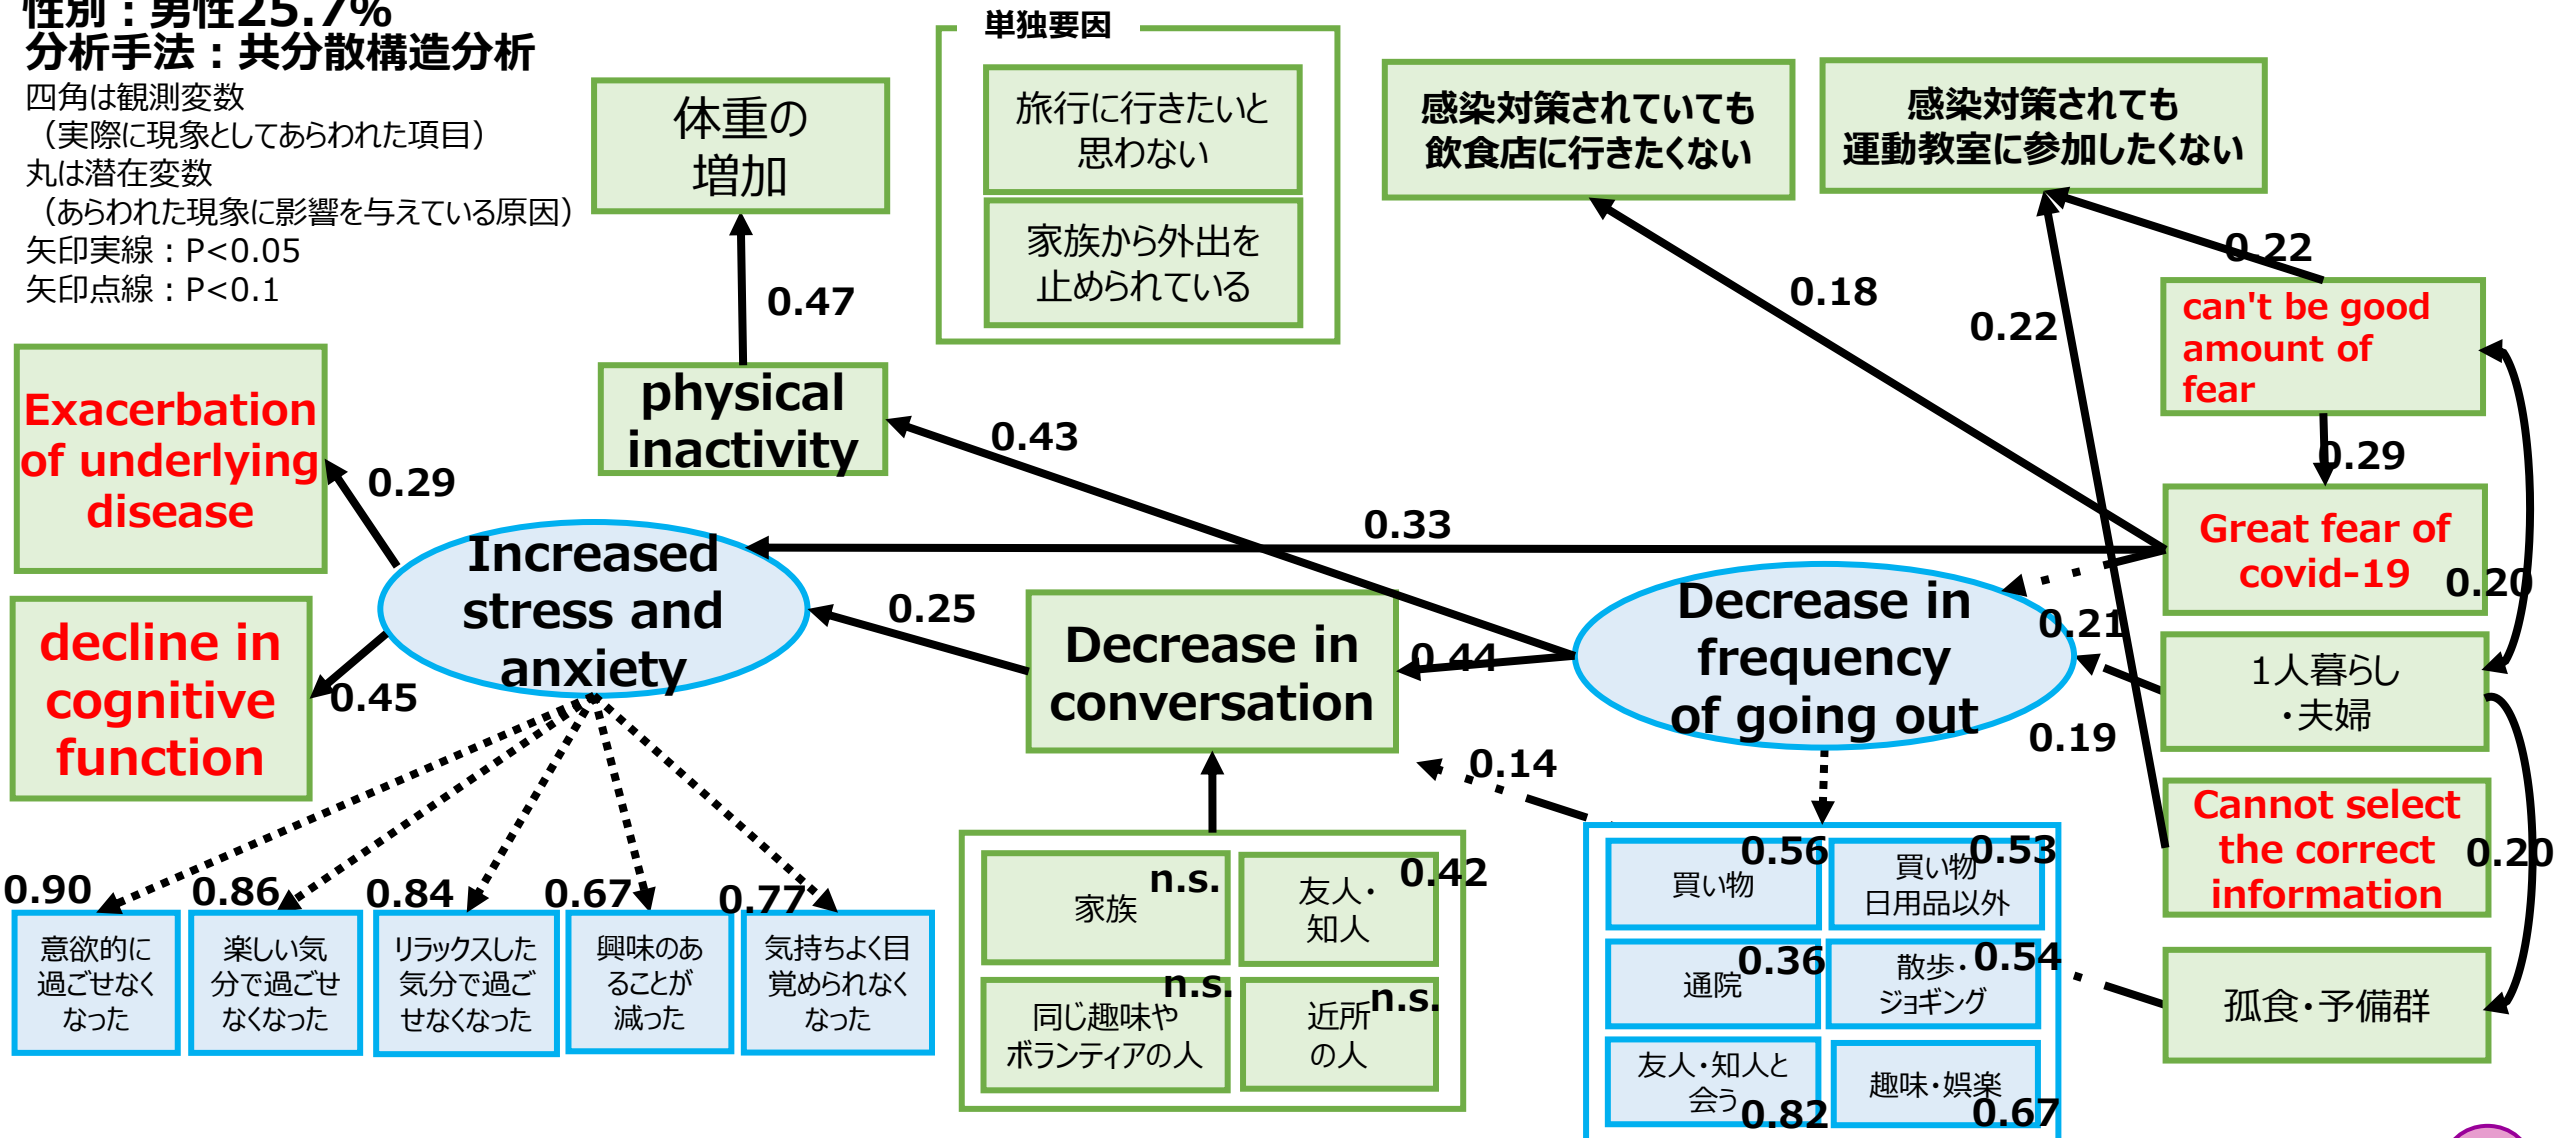 性別：男性25.7%
分析手法：共分散構造分析
四角は観測変数
（実際に現象としてあらわれた項目）
丸は潜在変数
（あらわれた現象に影響を与えている原因）
矢印実線：P<0.05
矢印点線：P<0.1
体重の
増加
単独要因
旅行に行きたいと
思わない
家族から外出を
止められている
感染対策されていても
飲食店に行きたくない
感染対策されても
運動教室に参加したくない
0.22
0.18
0.22
0.47
can't be good
amount of
fear
0.29
Exacerbation
of underlying
disease
0.29
physical
inactivity
0.43
0.33
Great fear of
covid-19
0.20
Increased
stress and
anxiety
0.25
decline in
cognitive
function
0.45
Decrease in
conversation
0.44
Decrease in
frequency
of going out
0.21
1人暮らし
・夫婦
0.19
0.14
Cannot select
the correct
information
0.20
0.90
0.86
0.84
0.67
0.77
意欲的に
過ごせなく
なった
楽しい気
分で過ごせ
なくなった
リラックスした
気分で過ご
せなくなった
興味のあ
ることが
減った
気持ちよく目
覚められなく
なった
家族
n.s.
友人・
知人
0.42
同じ趣味や
ボランティアの人
n.s.
近所
の人
n.s.
買い物
0.56
買い物
日用品以外
0.53
通院
0.36
散歩・
ジョギング
0.54
友人・知人と
会う
0.82
趣味・娯楽
0.67
孤食・予備群